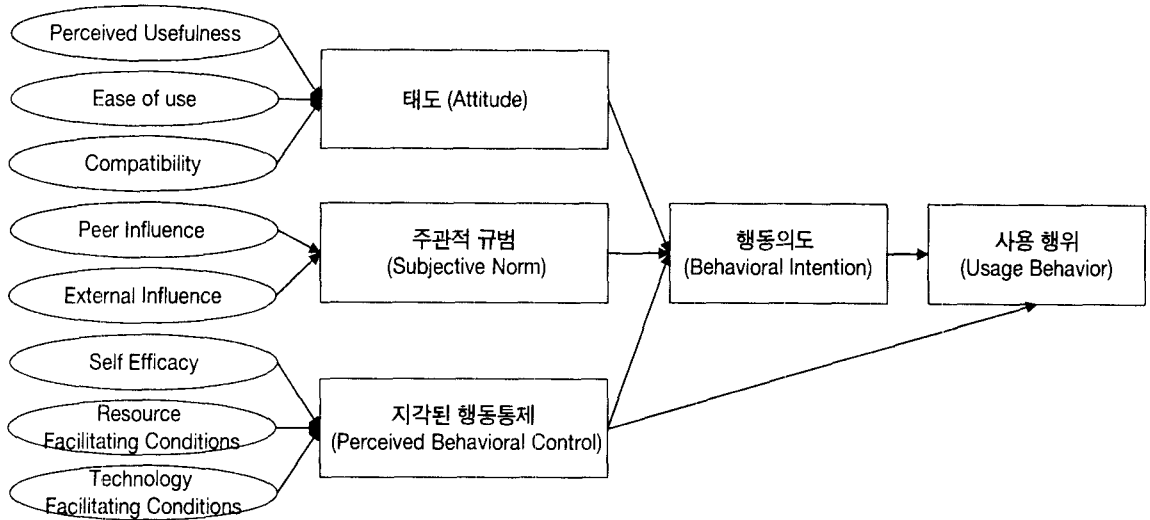 Perceived Usefulness
Ease of use
Compatibility
태도 (Attitude)
Peer Influence
External Influence
주관적 규범
(Subjective Norm)
Self Efficacy
Resource
Facilitating Conditions
Technology
Facilitating Conditions
지각된 행동통제
(Perceived Behavioral Control)
행동의도
(Behavioral Intention)
사용 행위
(Usage Behavior)